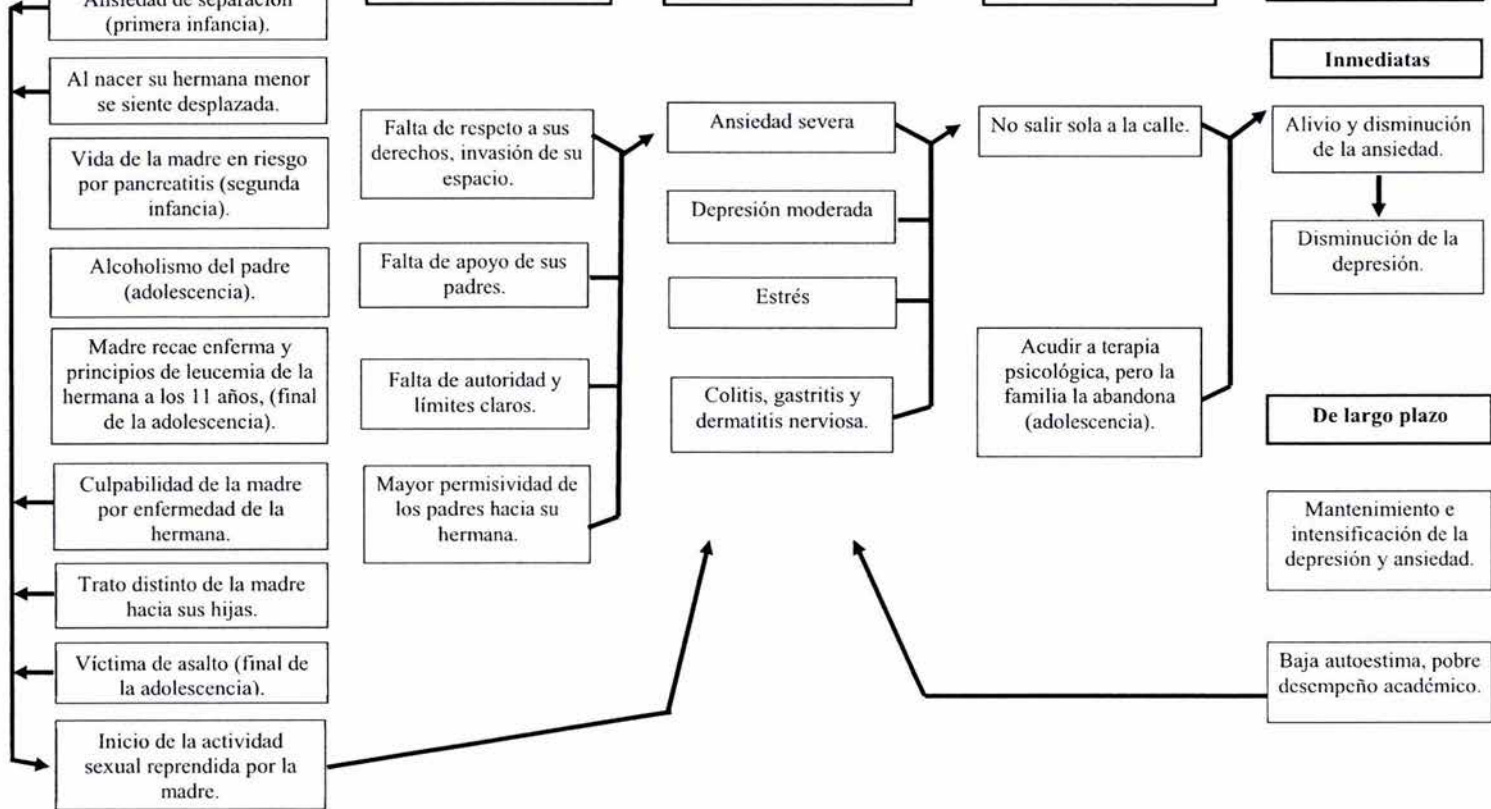 Ansiedad de separación
(primera infancia).
Al nacer su hermana menor
se siente desplazada.
Vida de la madre en riesgo
por pancreatitis (segunda
infancia).
Alcoholismo del padre
(adolescencia).
Madre recae enferma y
principios de leucemia de la
hermana a los 11 años, (final
de la adolescencia).
Culpabilidad de la madre
por enfermedad de la
hermana.
Trato distinto de la madre
hacia sus hijas.
Víctima de asalto (final de
la adolescencia).
Inicio de la actividad
sexual reprendida por la
madre.
Falta de respeto a sus
derechos, invasión de su
espacio.
Falta de apoyo de sus
padres.
Falta de autoridad y
límites claros.
Mayor permisividad de
los padres hacia su
hermana.
Ansiedad severa
Depresión moderada
Estrés
Colitis, gastritis y
dermatitis nerviosa.
No salir sola a la calle.
Acudir a terapia
psicológica, pero la
familia la abandona
(adolescencia).
Inmediatas
Alivio y disminución
de la ansiedad.
Disminución de la
depresión.
De largo plazo
Mantenimiento e
intensificación de la
depresión y ansiedad.
Baja autoestima, pobre
desempeño académico.